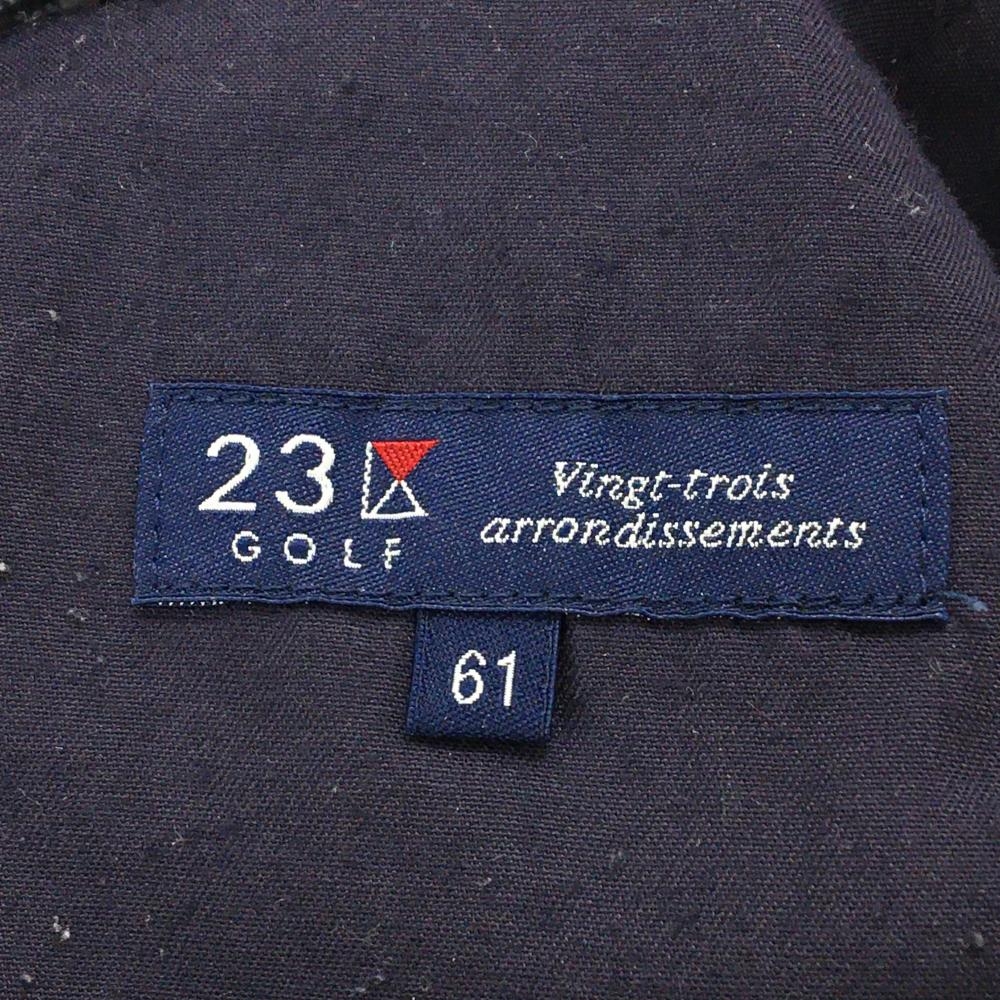 23
GOLF
Vingt-trois
arrondissements
61